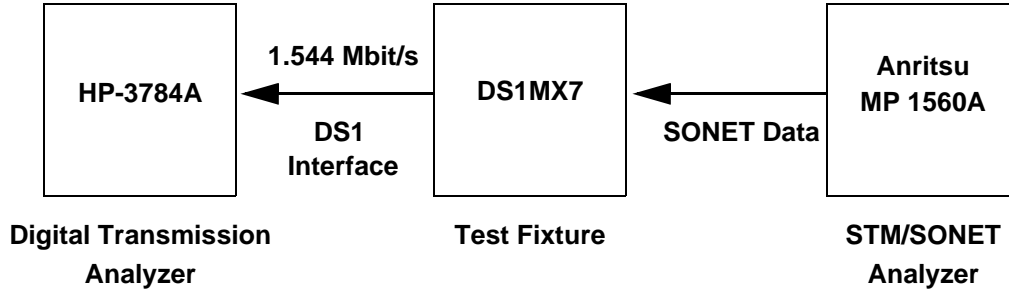 HP-3784A
1.544 Mbit/s
DS1
Interface
DS1MX7
SONET Data
Anritsu
MP 1560A
Digital Transmission
Analyzer
Test Fixture
STM/SONET
Analyzer